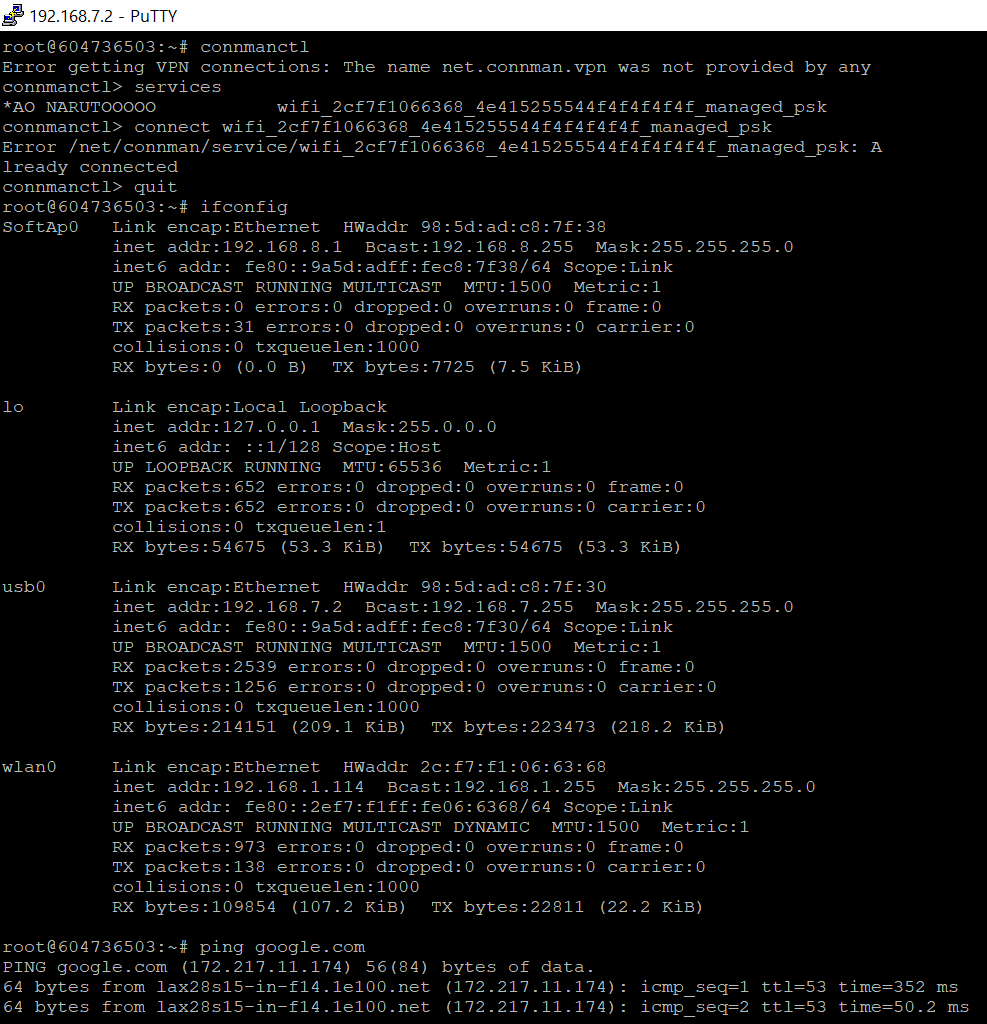 192.168.7.2 - PuTTY
root@604736503:~# connmanctl
Error getting VPN connections: The name net.connman.vpn was not provided by any
connmanctl> services
*AO NARUTOOOOO           wifi_2cf7f1066368_4e415255544f4f4f4f4f_managed_psk
connmanctl> connect wifi_2cf7f1066368_4e415255544f4f4f4f4f_managed_psk
Error /net/connman/service/wifi_2cf7f1066368_4e415255544f4f4f4f4f_managed_psk: A
lready connected
connmanctl> quit
root@604736503:~# ifconfig
SoftAp0   Link encap:Ethernet  HWaddr 98:5d:ad:c8:7f:38
          inet addr:192.168.8.1  Bcast:192.168.8.255  Mask:255.255.255.0
          inet6 addr: fe80::9a5d:adff:fec8:7f38/64 Scope:Link
          UP BROADCAST RUNNING MULTICAST  MTU:1500  Metric:1
          RX packets:0 errors:0 dropped:0 overruns:0 frame:0
          TX packets:31 errors:0 dropped:0 overruns:0 carrier:0
          collisions:0 txqueuelen:1000
          RX bytes:0 (0.0 B)  TX bytes:7725 (7.5 KiB)
lo        Link encap:Local Loopback
          inet addr:127.0.0.1  Mask:255.0.0.0
          inet6 addr: ::1/128 Scope:Host
          UP LOOPBACK RUNNING  MTU:65536  Metric:1
          RX packets:652 errors:0 dropped:0 overruns:0 frame:0
          TX packets:652 errors:0 dropped:0 overruns:0 carrier:0
          collisions:0 txqueuelen:1
          RX bytes:54675 (53.3 KiB)  TX bytes:54675 (53.3 KiB)
usb0      Link encap:Ethernet  HWaddr 98:5d:ad:c8:7f:30
          inet addr:192.168.7.2  Bcast:192.168.7.255  Mask:255.255.255.0
          inet6 addr: fe80::9a5d:adff:fec8:7f30/64 Scope:Link
          UP BROADCAST RUNNING MULTICAST  MTU:1500  Metric:1
          RX packets:2539 errors:0 dropped:0 overruns:0 frame:0
          TX packets:1256 errors:0 dropped:0 overruns:0 carrier:0
          collisions:0 txqueuelen:1000
          RX bytes:214151 (209.1 KiB)  TX bytes:223473 (218.2 KiB)
wlan0     Link encap:Ethernet  HWaddr 2c:f7:f1:06:63:68
          inet addr:192.168.1.114  Bcast:192.168.1.255  Mask:255.255.255.0
          inet6 addr: fe80::2ef7:f1ff:fe06:6368/64 Scope:Link
          UP BROADCAST RUNNING MULTICAST DYNAMIC  MTU:1500  Metric:1
          RX packets:973 errors:0 dropped:0 overruns:0 frame:0
          TX packets:138 errors:0 dropped:0 overruns:0 carrier:0
          collisions:0 txqueuelen:1000
          RX bytes:109854 (107.2 KiB)  TX bytes:22811 (22.2 KiB)
root@604736503:~# ping google.com
PING google.com (172.217.11.174) 56(84) bytes of data.
64 bytes from lax28s15-in-f14.1e100.net (172.217.11.174): icmp_seq=1 ttl=53 time=352 ms
64 bytes from lax28s15-in-f14.1e100.net (172.217.11.174): icmp_seq=2 ttl=53 time=50.2 ms